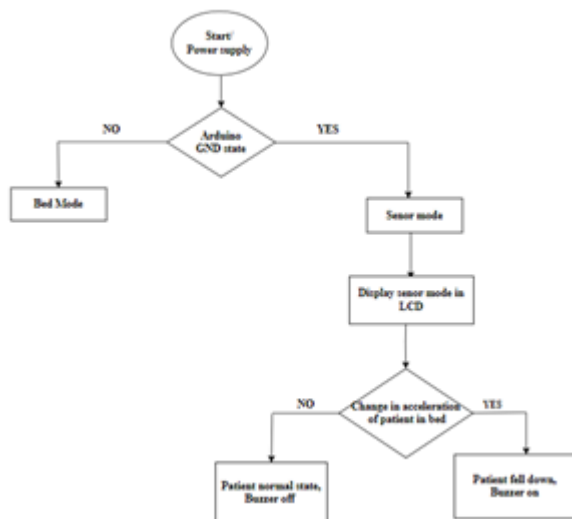 Start/
Power supply
NO
YES
Arduino
GND state
Bed Mode
Senor mode
Display senor mode in
LCD
NO
Change in acceleration
of patient in bed
YES
Patient normal state,
Buzzer off
Patient fell down,
Buzzer on